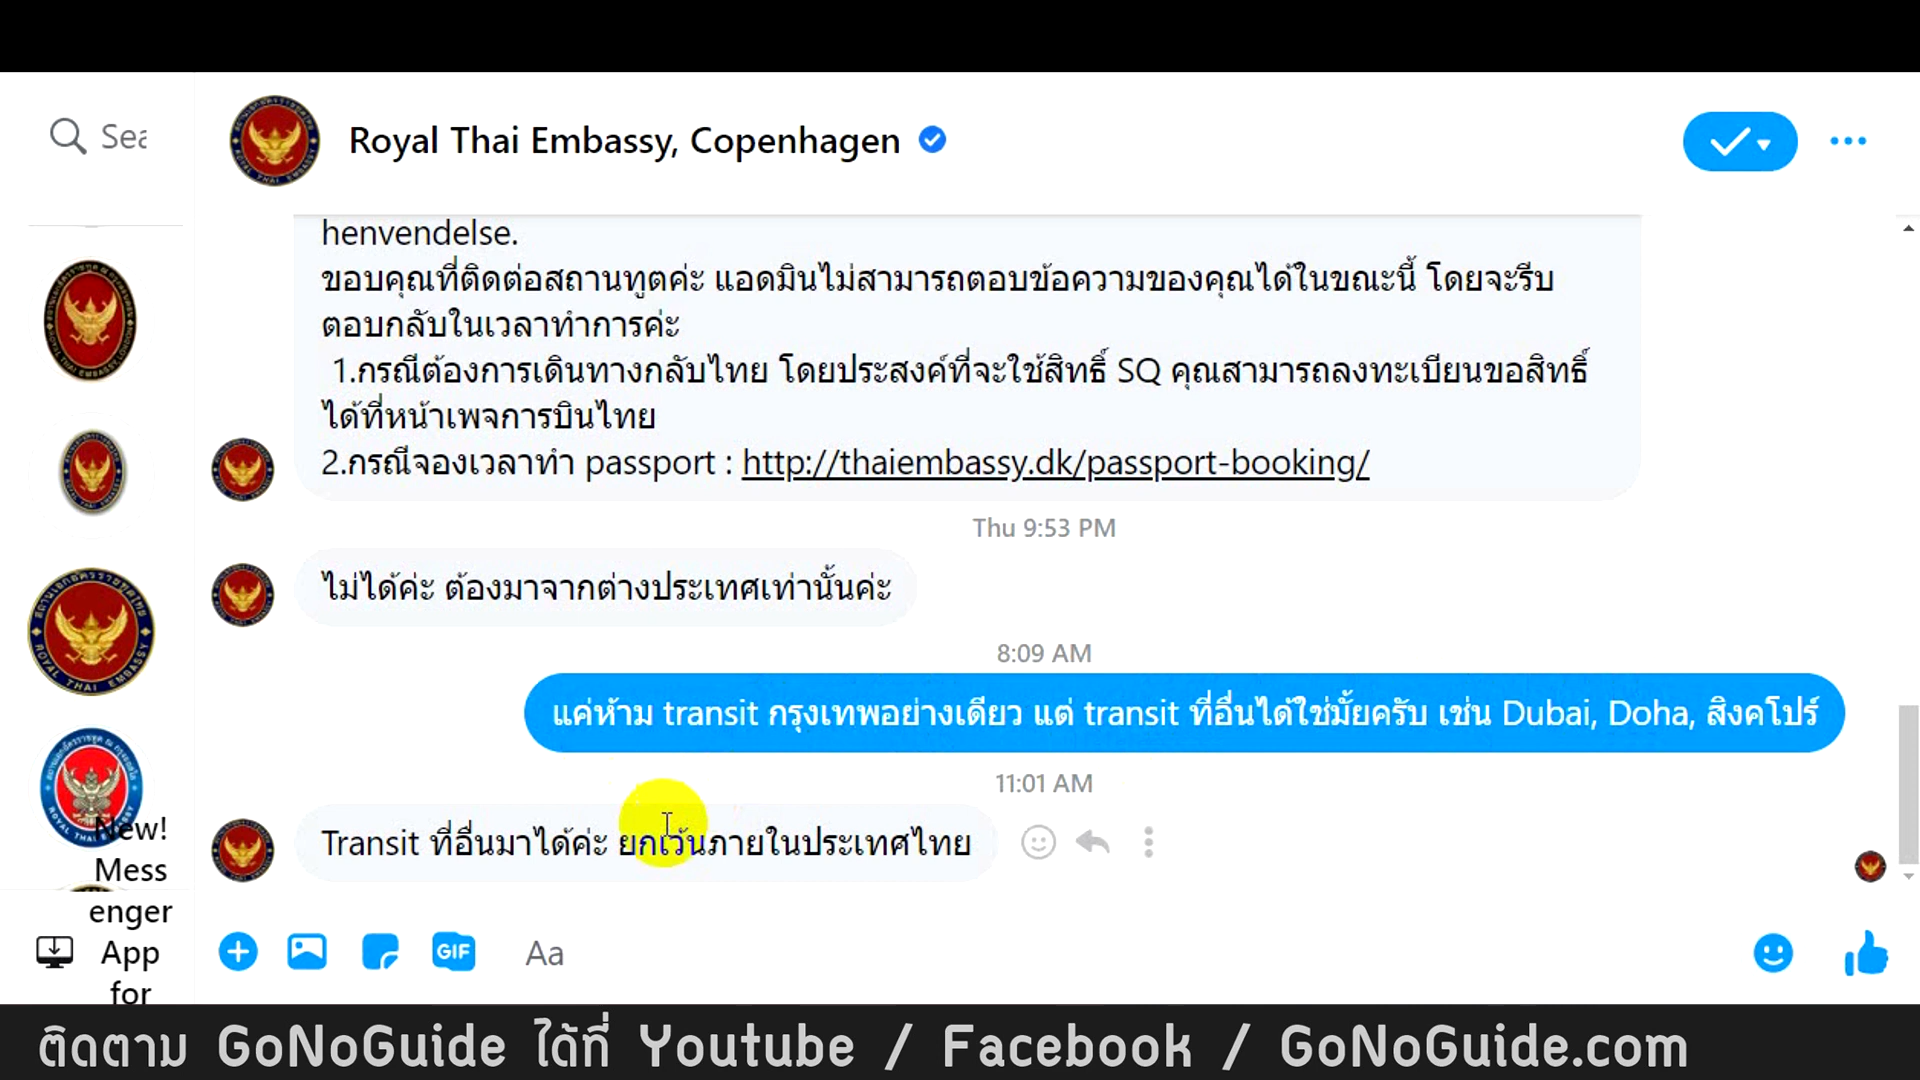 Sea
Royal Thai Embassy, Copenhagen
henvendelse.
ขอบคุณที่ติดต่อสถานทูตค่ะ แอดมินไม่สามารถตอบข้อความของคุณได้ในขณะนี้ โดยจะรีบ
ตอบกลับในเวลาทำการค่ะ
1.กรณีต้องการเดินทางกลับไทย โดยประสงค์ที่จะใช้สิทธิ์ SQ คุณสามารถลงทะเบียนขอสิทธิ์
ได้ที่หน้าเพจการบินไทย
2.กรณีจองเวลาทำ passport : http://thaiembassy.dk/passport-booking/
Thu 9:53 PM
ไม่ได้ค่ะ ต้องมาจากต่างประเทศเท่านั้นค่ะ
8:09 AM
แค่ห้าม transit กรุงเทพอย่างเดียว แต่ transit ที่อื่นได้ใช่มั้ยครับ เช่น Dubai, Doha, สิงคโปร์
11:01 AM
Transit ที่อื่นมาได้ค่ะ ยกเว้นภายในประเทศไทย
New!
Mess
enger
App
for
GIF
Aa
ติดตาม GoNoGuide ได้ที่ Youtube / Facebook / GoNoGuide.com